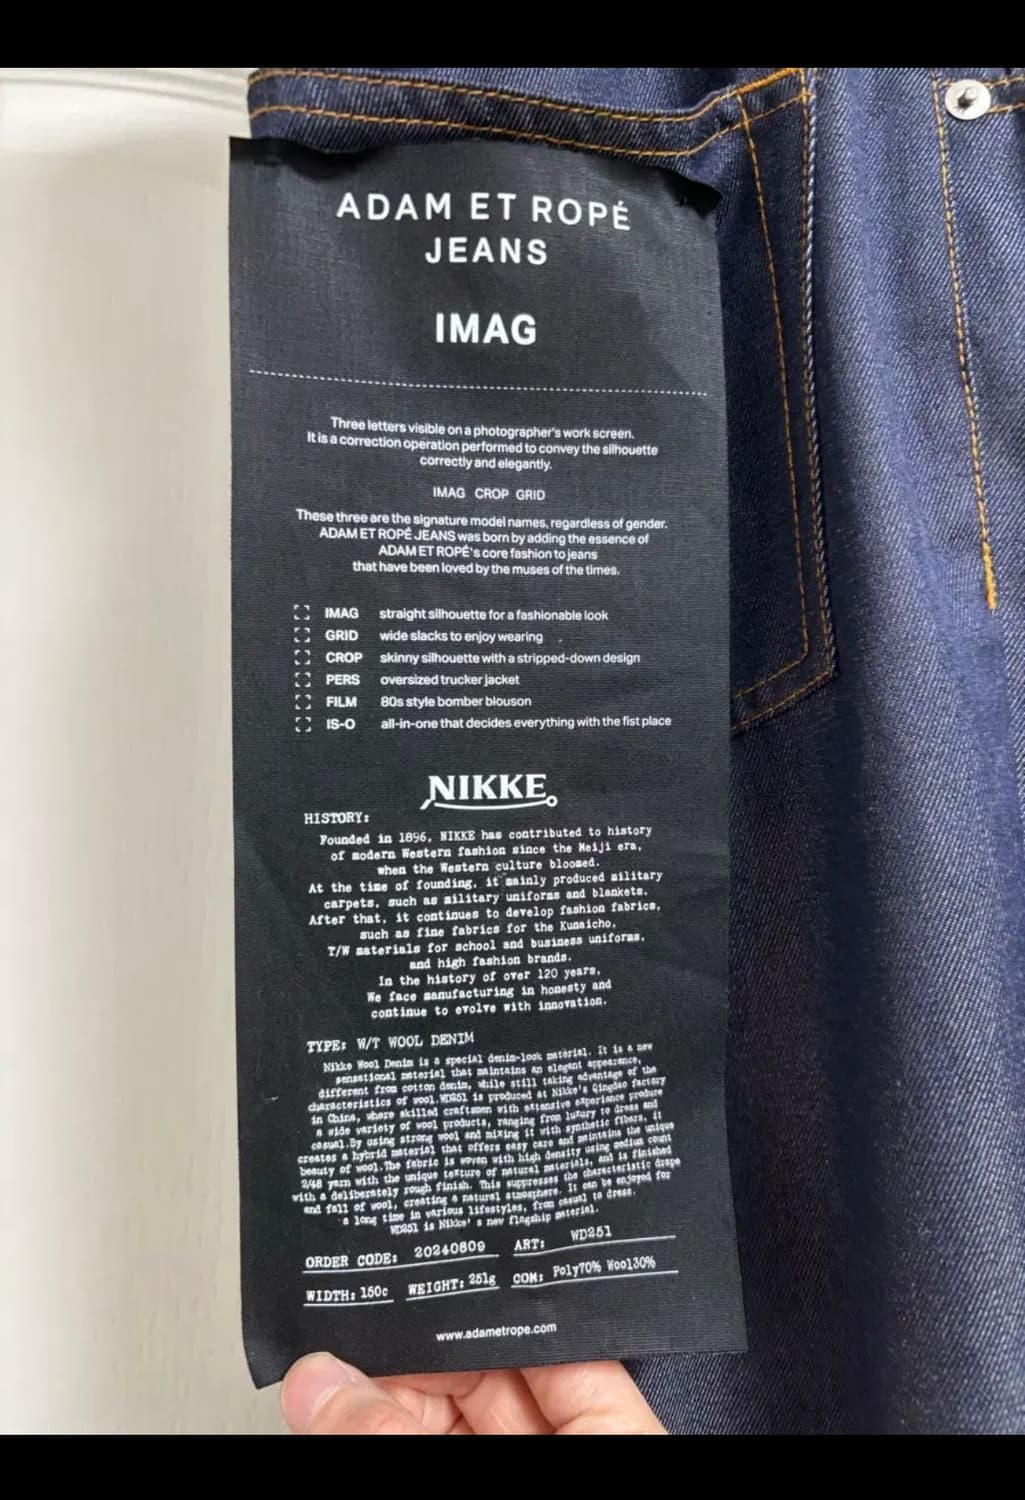 ADAM ET ROPÉ
JEANS
IMAG
Three letters visible on a photographer's work screen.
It is a correction operation performed to convey the silhouette
correctly and elegantly.
IMAG CROP GRID
These three are the signature model names, regardless of gender.
ADAM ET ROPÉ JEANS was born by adding the essence of
ADAM ET ROPÉ's core fashion to jeans
that have been loved by the muses of the times.
IMAG straight silhouette for a fashionable look
GRID wide slacks to enjoy wearing
CROP skinny silhouette with a stripped-down design
PERS oversized trucker jacket
FILM 80s style bomber blouson
IS-O all-in-one that decides everything with the fist place
NIKKE
HISTORY:
Founded in 1896, NIKKE has contributed to history
of modern Western fashion since the Meiji era,
when the Western culture bloomed.
At the time of founding, it mainly produced military
carpets, such as military uniforms and blankets.
After that, it continues to develop fashion fabrics,
such as fine fabrics for the Kunaicho,
T/W materials for school and business uniforms,
and high fashion brands.
In the history of over 120 years,
We face manufacturing in honesty and
continue to evolve with innovation.
TYPE: W/T WOOL DENIM
Nikke Wool Denim is a special denim-look material. It is a new
sensational material that maintains an elegant appearance,
different from cotton denim, while still taking advantage of the
characteristics of wool. WD251 is produced at Nikke's Qingdao factory
in China, where skilled craftsmen with extensive experience produce
a wide variety of wool products, ranging from luxury to dress and
casual. By using strong wool and mixing it with synthetic fibers, it
creates a hybrid material that offers easy care and maintains the unique
beauty of wool. The fabric is woven with high density using medium count
2/48 yarn with the unique texture of natural materials, and is finished
with a deliberately rough finish. This suppresses the characteristic drape
and fall of wool, creating a natural atmosphere. It can be enjoyed for
a long time in various lifestyles, from casual to dress.
WD251 is Nikke' s new flagship material.
ORDER CODE: 20240809 ART: WD251
WIDTH: 150c WEIGHT: 251g COM: Poly70% Wool30%
www.adametrope.com